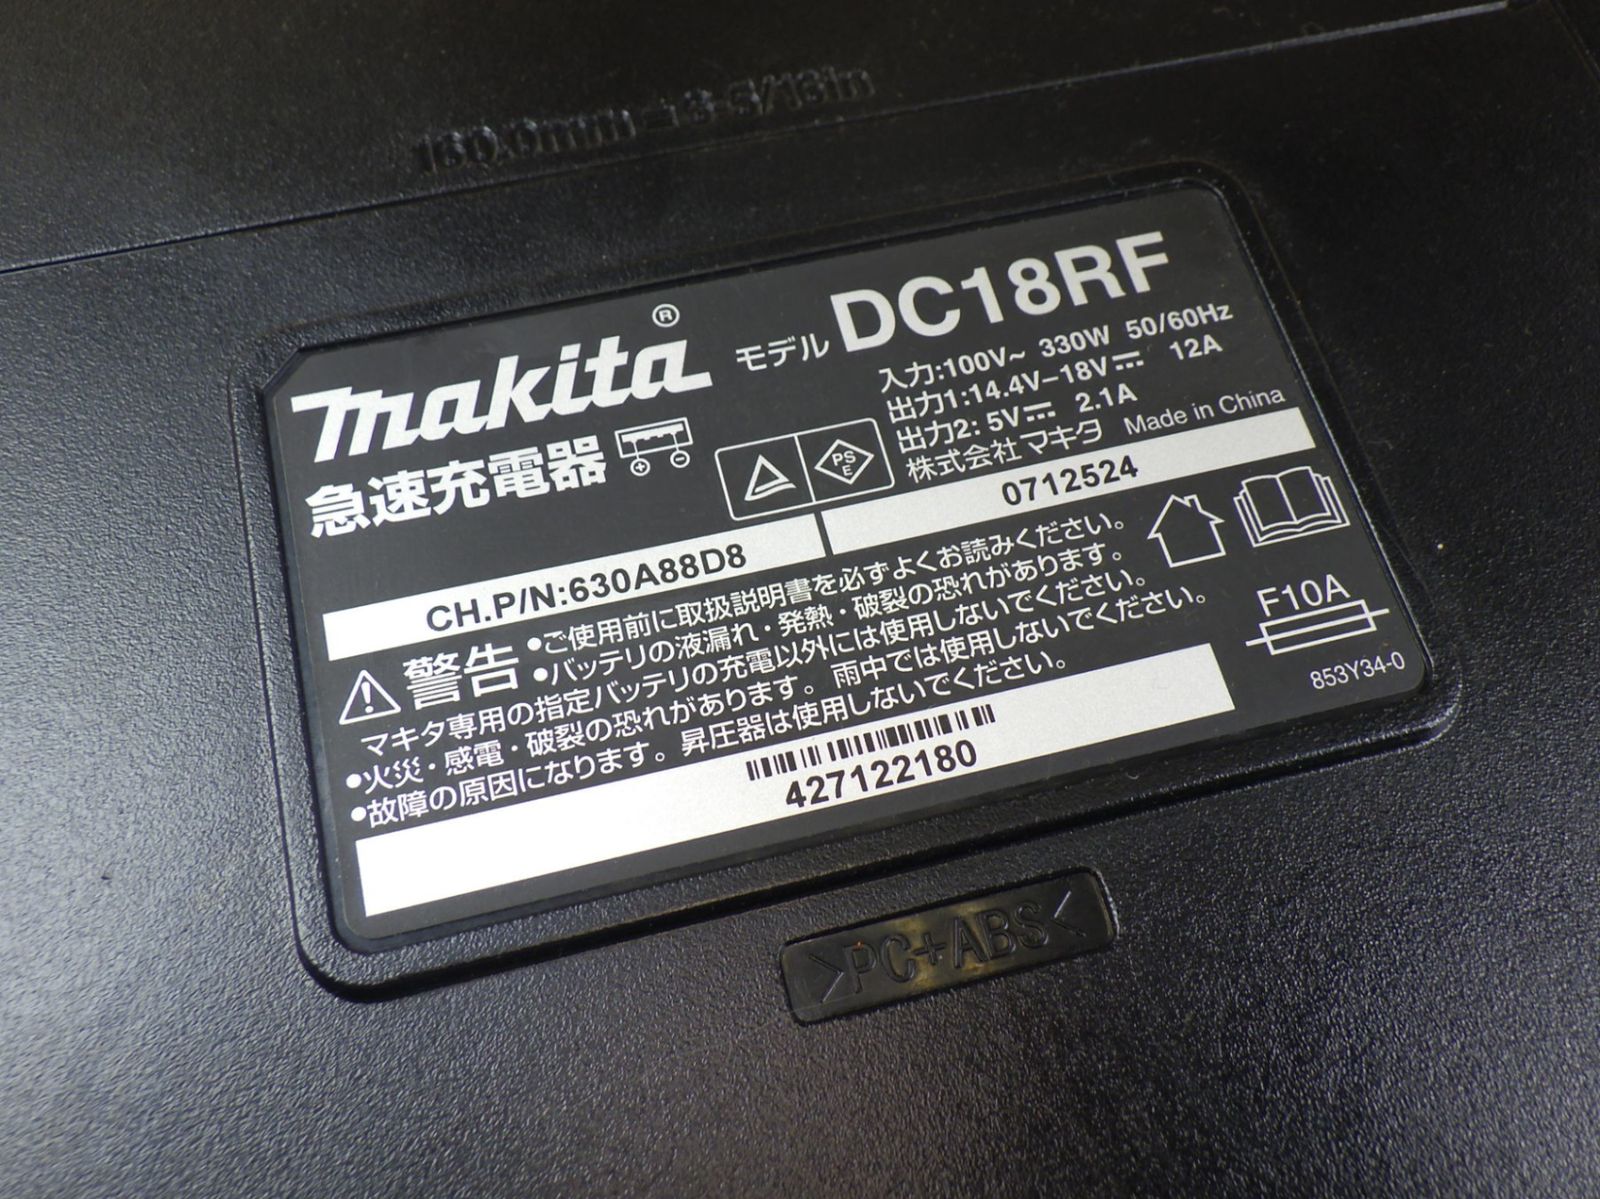 160.0mm=3-5/16in
makita®
急速充電器
モデル DC18RF
入力:100V~ 330W 50/60Hz
出力1:14.4V-18V⎓ 12A
出力2: 5V⎓ 2.1A
株式会社マキタ Made in China
PS
E
CH.P/N:630A88D8
0712524
警告 •ご使用前に取扱説明書を必ずよくお読みください。
•バッテリの液漏れ・発熱・破裂の恐れがあります。
マキタ専用の指定バッテリの充電以外には使用しないでください。
•火災・感電・破裂の恐れがあります。雨中では使用しないでください。
•故障の原因になります。昇圧器は使用しないでください。
F10A
853Y34-0
427122180
>PC+ABS<